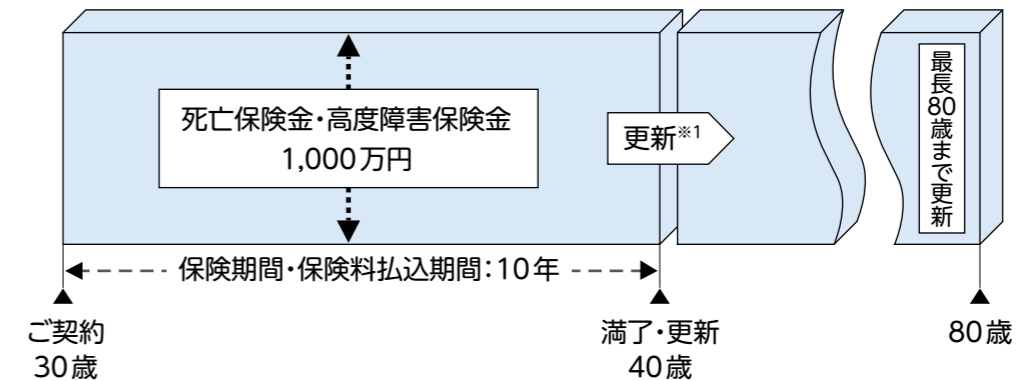 死亡保険金・高度障害保険金
1,000万円
更新※1
最長80歳まで更新
保険期間・保険料払込期間：10年
ご契約
30歳
満了・更新
40歳
80歳